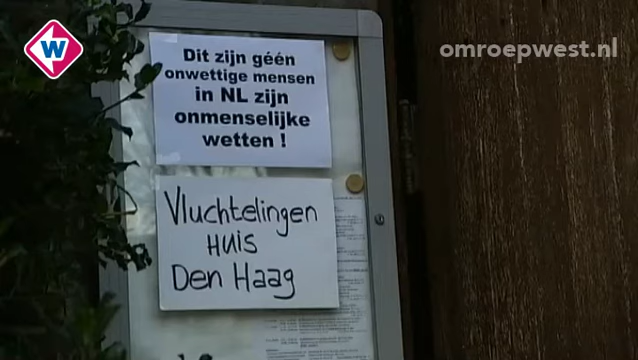 W
omroepwest.nl
Dit zijn géén
onwettige mensen
in NL zijn
onmenselijke
wetten !
Vluchtelingen
HUIS
Den Haag